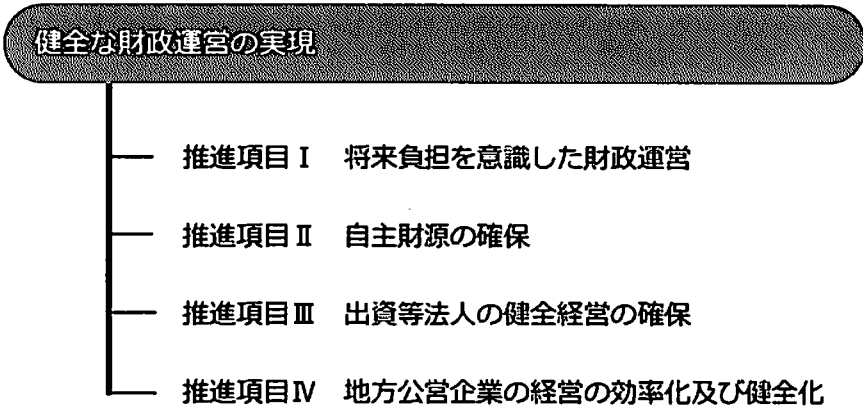 健全な財政運営の実現
推進項目Ⅰ 将来負担を意識した財政運営
推進項目Ⅱ 自主財源の確保
推進項目Ⅲ 出資等法人の健全経営の確保
推進項目Ⅳ 地方公営企業の経営の効率化及び健全化